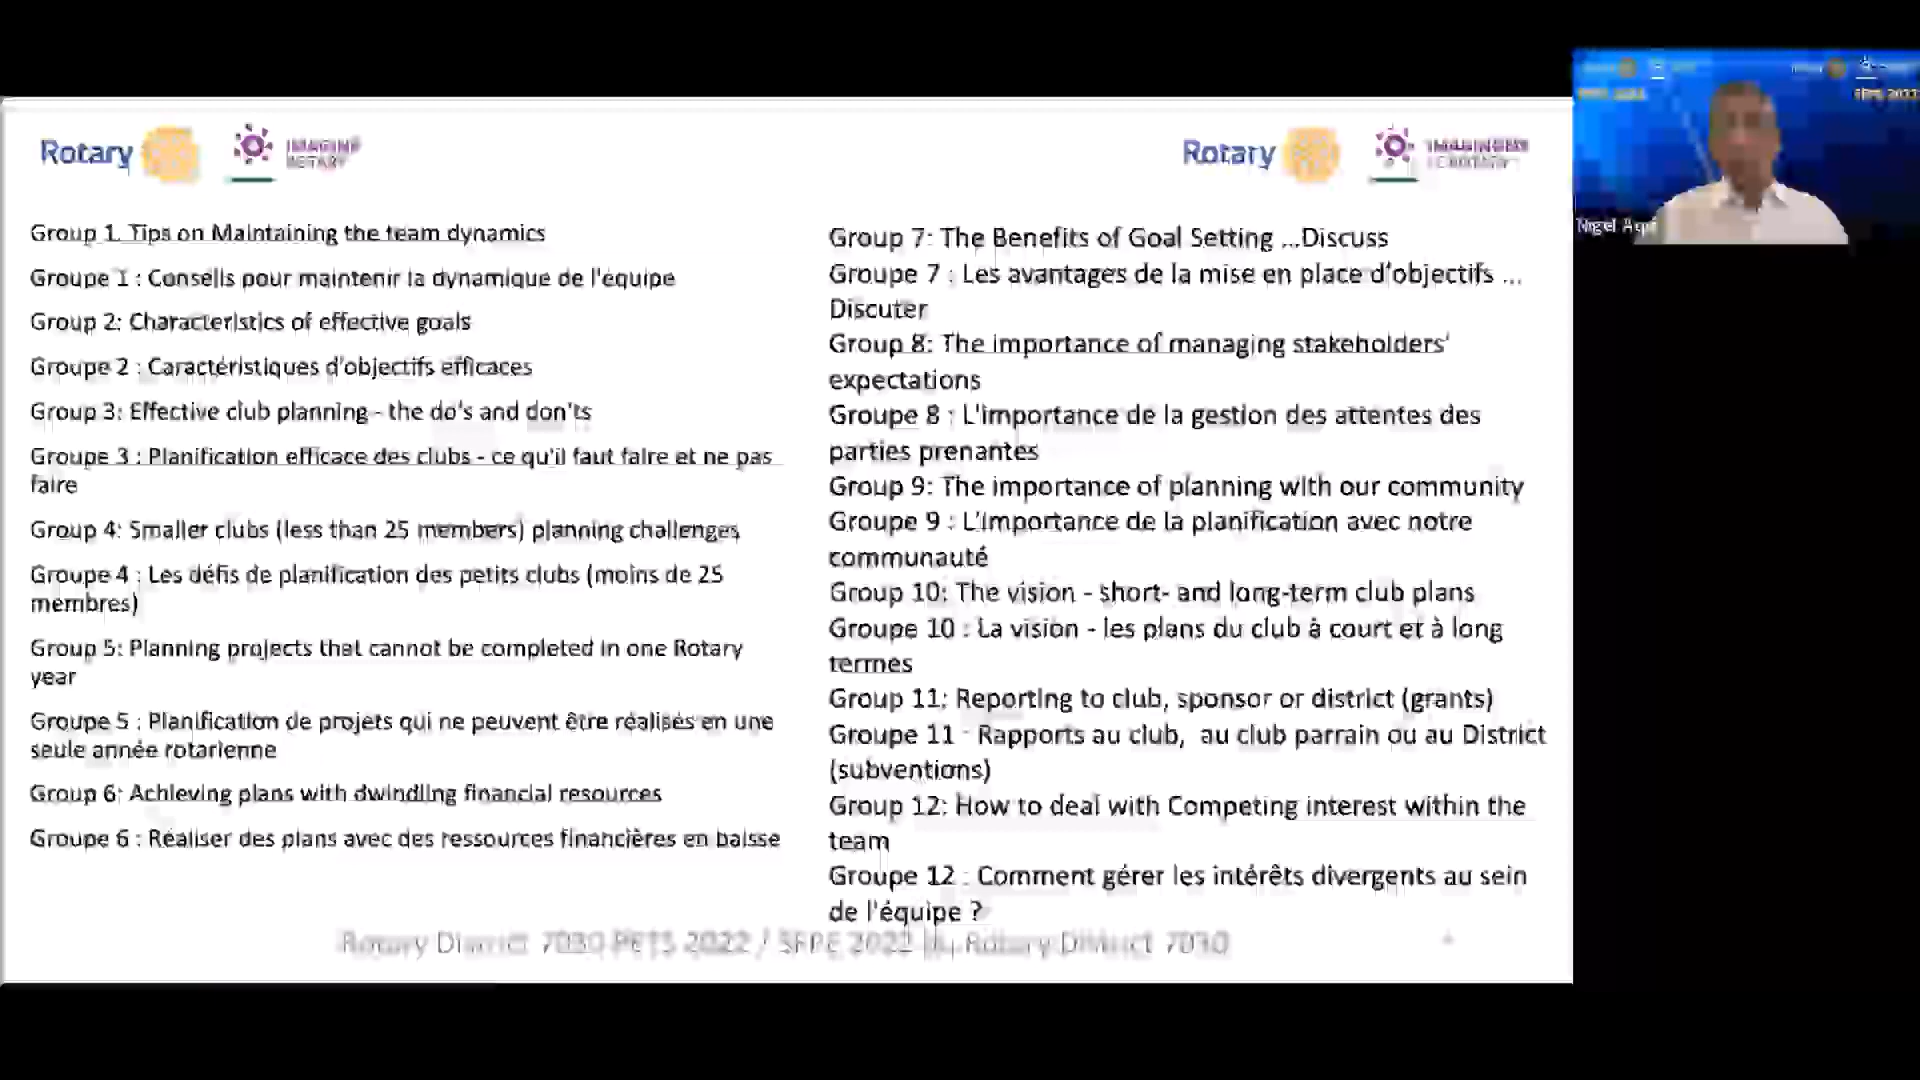 Rotary
IMAGINE
ROTARY
Group 1. Tips on Maintaining the team dynamics
Groupe 1 : Conseils pour maintenir la dynamique de l'équipe
Group 2: Characteristics of effective goals
Groupe 2 : Caractéristiques d'objectifs efficaces
Group 3: Effective club planning - the do's and don'ts
Groupe 3 : Planification efficace des clubs - ce qu'il faut faire et ne pas
faire
Group 4: Smaller clubs (less than 25 members) planning challenges
Groupe 4 : Les défis de planification des petits clubs (moins de 25
membres)
Group 5: Planning projects that cannot be completed in one Rotary
year
Groupe 5 : Planification de projets qui ne peuvent être réalisés en une
seule année rotarienne
Group 6: Achieving plans with dwindling financial resources
Groupe 6 : Réaliser des plans avec des ressources financières en baisse
Rotary
Group 7: The Benefits of Goal Setting ...Discuss
Groupe 7 : Les avantages de la mise en place d'objectifs ...
Discuter
Group 8: The importance of managing stakeholders'
expectations
Groupe 8 : L'importance de la gestion des attentes des
parties prenantes
Group 9: The importance of planning with our community
Groupe 9 : L'importance de la planification avec notre
communauté
Group 10: The vision - short- and long-term club plans
Groupe 10 : La vision - les plans du club à court et à long
termes
Group 11: Reporting to club, sponsor or district (grants)
Groupe 11 : Rapports au club, au club parrain ou au District
(subventions)
Group 12: How to deal with Competing interest within the
team
Groupe 12 : Comment gérer les intérêts divergents au sein
de l'équipe ?
Rotary District 7030 PETS 2022 / SFPE 2022 Rotary District 7030
Nigel